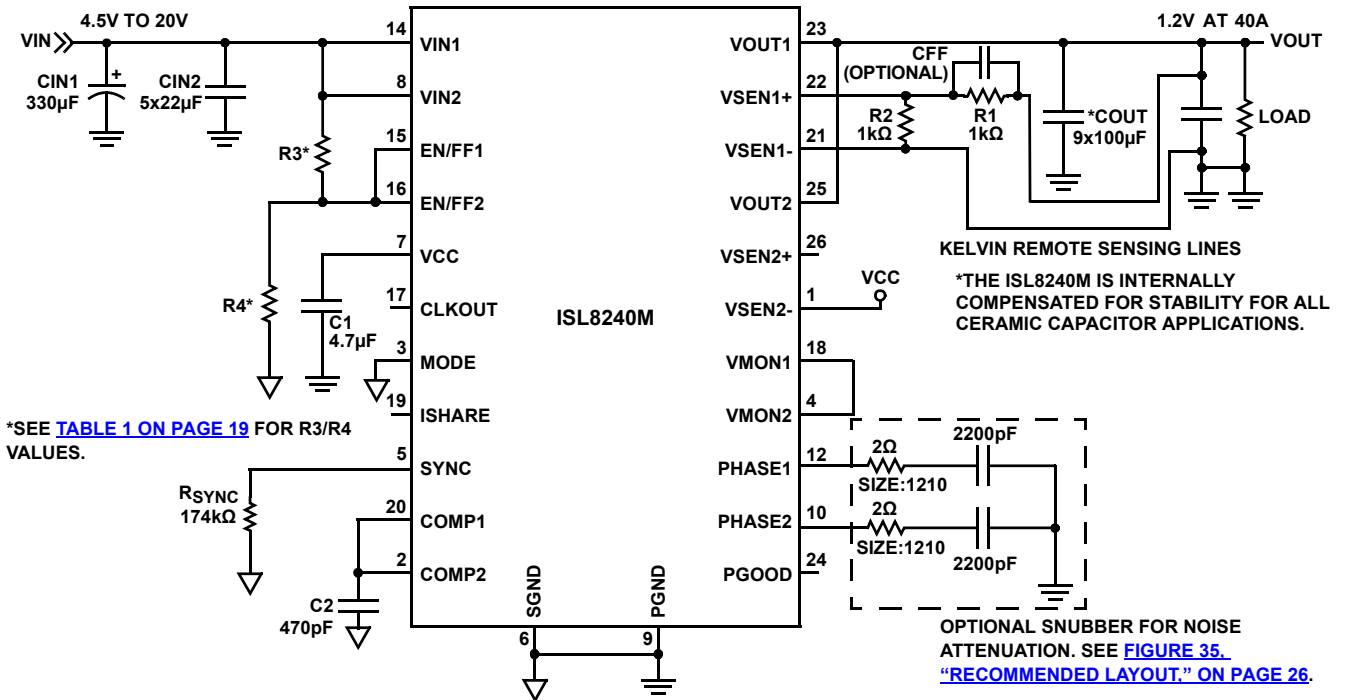 4.5V TO 20V
VIN
CIN1
330µF
+
CIN2
5x22µF
R3*
R4*
C1
4.7µF
*SEE TABLE 1 ON PAGE 19 FOR R3/R4
VALUES.
RSYNC
174kΩ
C2
470pF
14
VIN1
8
VIN2
15
EN/FF1
16
EN/FF2
7
VCC
17
CLKOUT
3
MODE
19
ISHARE
5
SYNC
20
COMP1
2
COMP2
ISL8240M
SGND
PGND
6
9
VOUT1
23
VSEN1+
22
VSEN1-
21
VOUT2
25
VSEN2+
26
VSEN2-
1
VMON1
18
VMON2
4
PHASE1
12
PHASE2
10
PGOOD
24
1.2V AT 40A
VOUT
CFF
(OPTIONAL)
R2
1kΩ
R1
1kΩ
*COUT
9x100µF
LOAD
KELVIN REMOTE SENSING LINES
VCC
*THE ISL8240M IS INTERNALLY
COMPENSATED FOR STABILITY FOR ALL
CERAMIC CAPACITOR APPLICATIONS.
2Ω
SIZE:1210
2200pF
2Ω
SIZE:1210
2200pF
OPTIONAL SNUBBER FOR NOISE
ATTENUATION. SEE FIGURE 35,
"RECOMMENDED LAYOUT," ON PAGE 26.